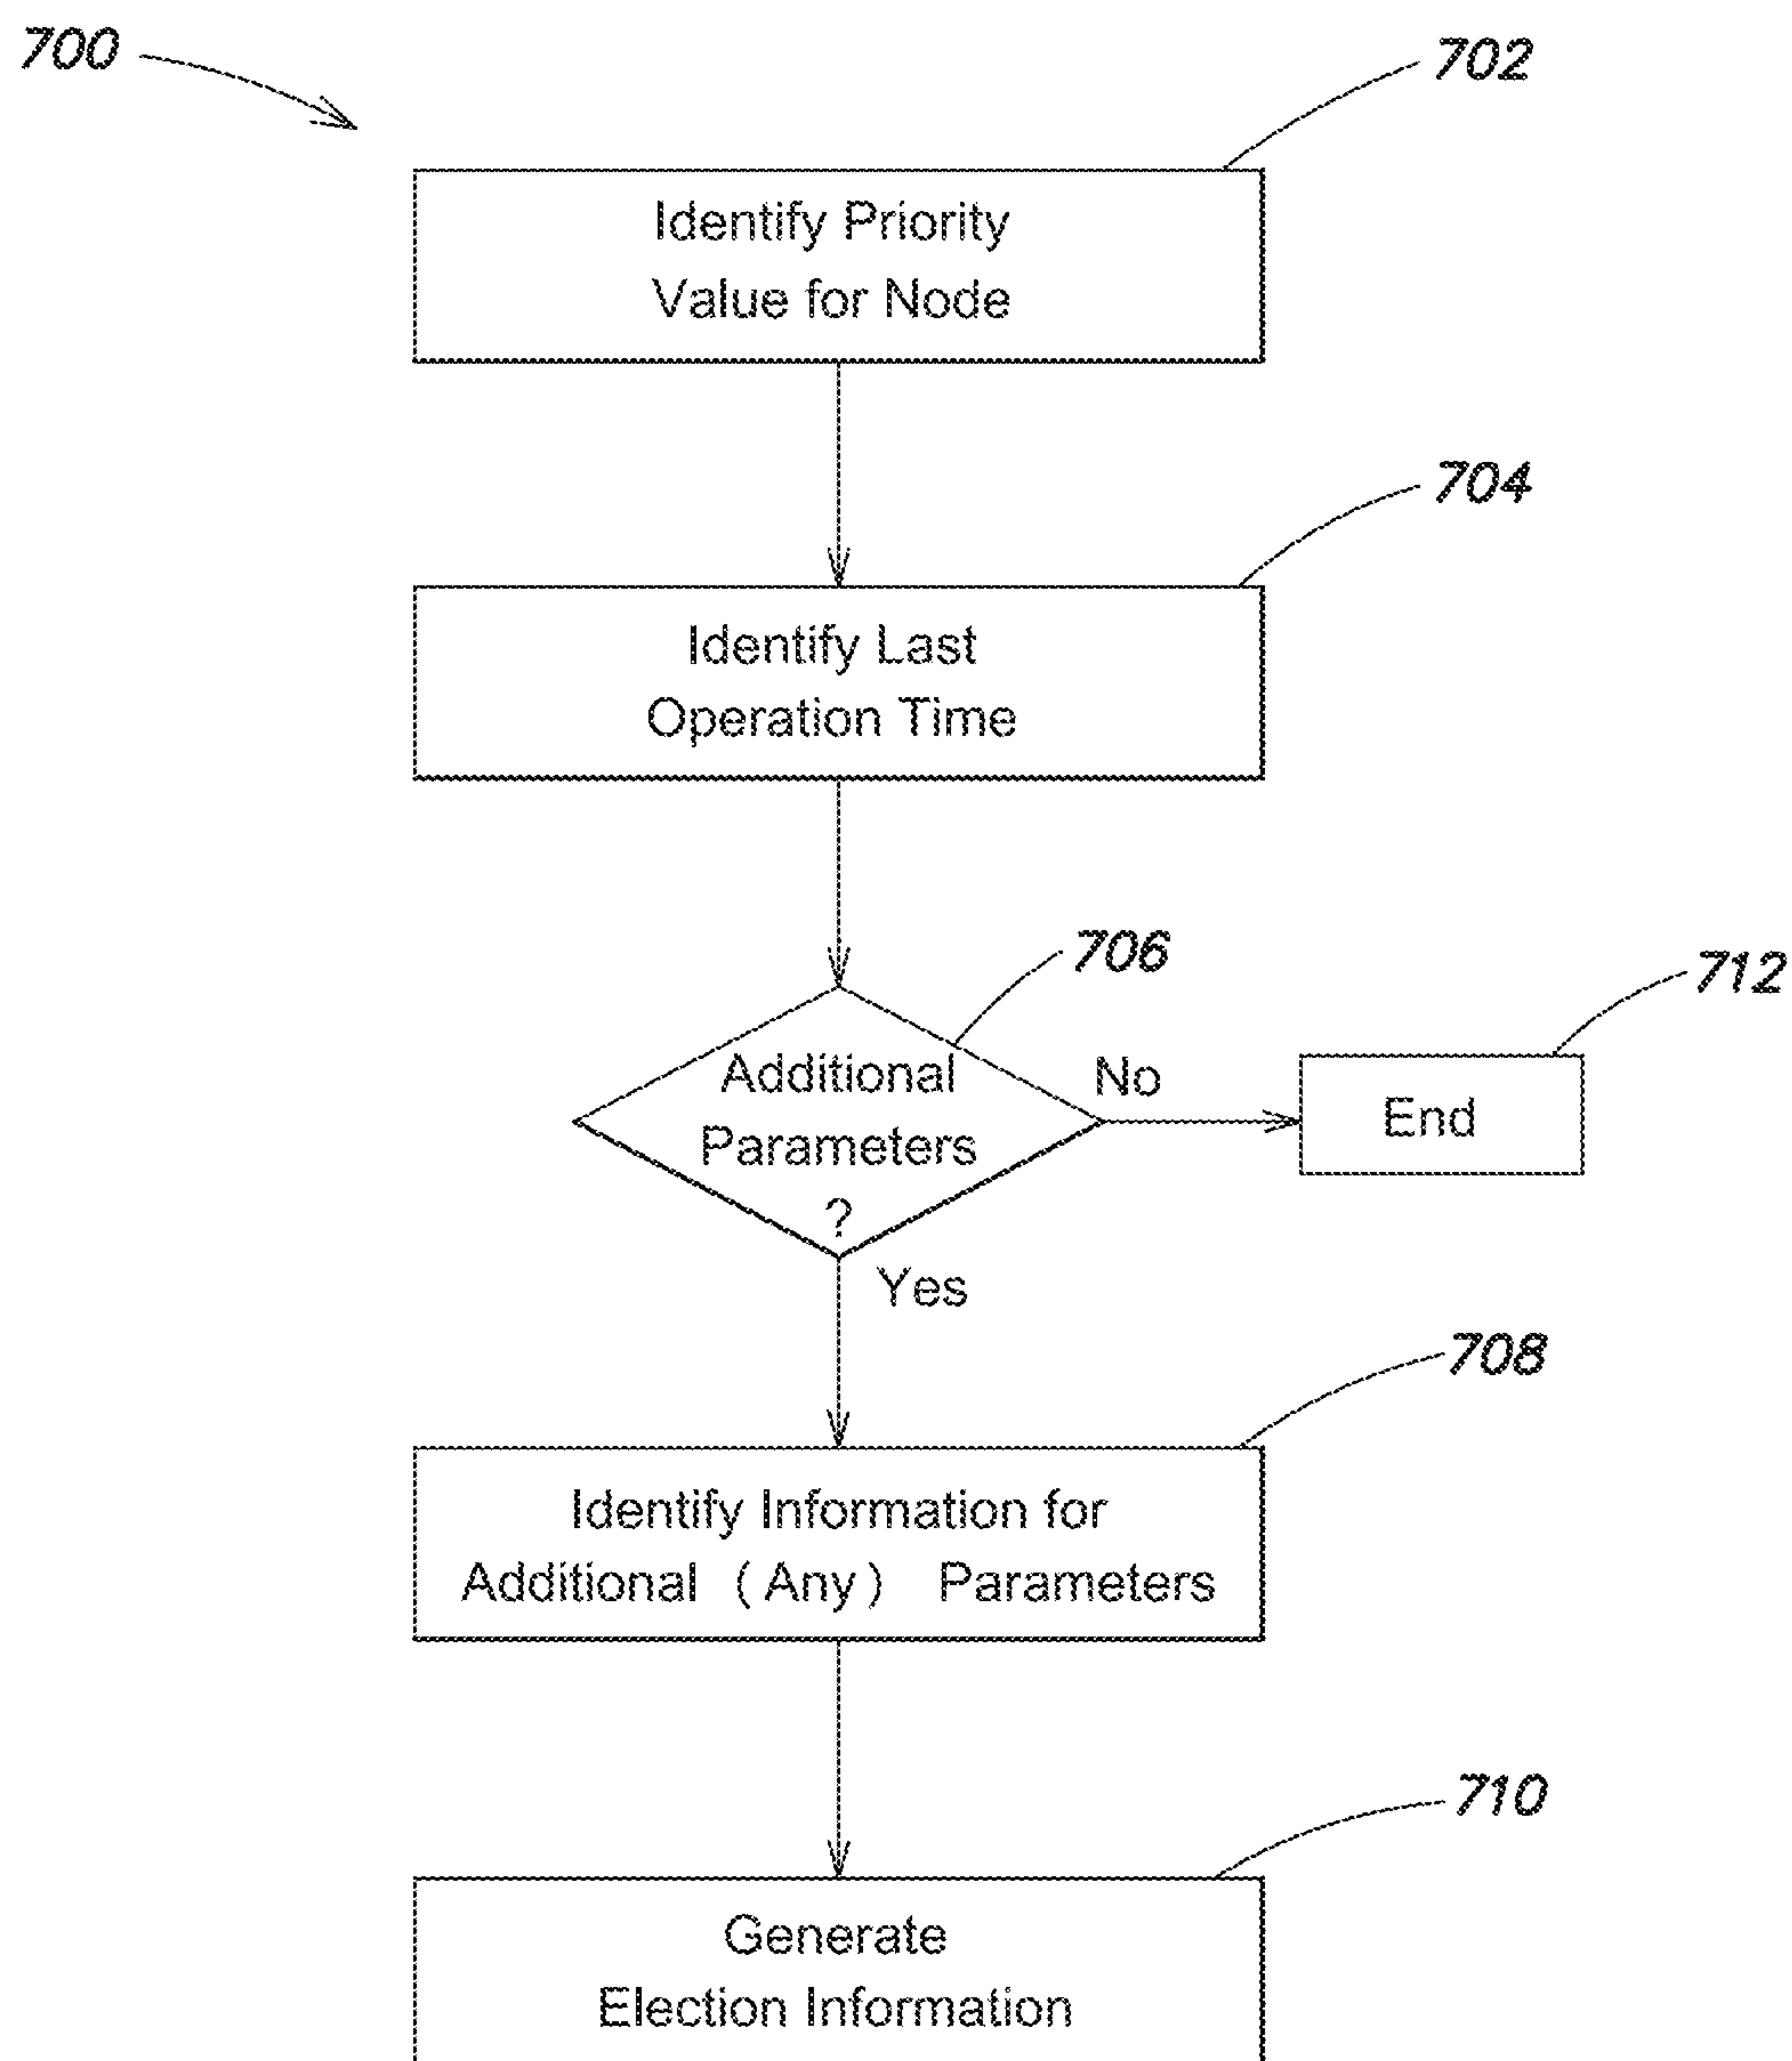 700
702
Identify Priority
Value for Node
704
Identify Last
Operation Time
706
712
Additional
Parameters
?
No
End
Yes
708
Identify Information for
Additional (Any) Parameters
710
Generate
Election Information